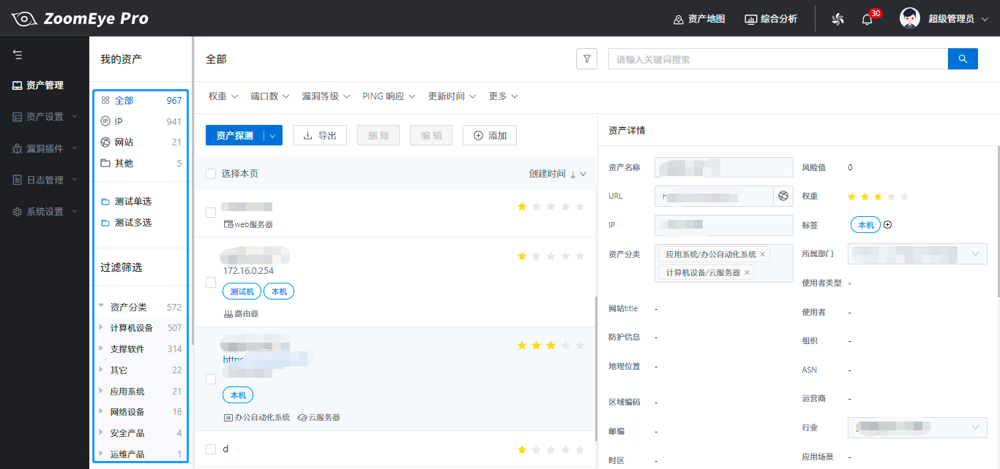 ZoomEye Pro
资产地图 综合分析 30 超级管理员
资产管理
资产设置
漏洞插件
日志管理
系统设置
我的资产
全部 967
IP 941
网站 21
其他 5
测试单选
测试多选
过滤筛选
资产分类 572
计算机设备 507
支撑软件 314
其它 22
应用系统 21
网络设备 18
安全产品 4
运维产品 1
全部
请输入关键词搜索
权重 端口数 漏洞等级 PING 响应 更新时间 更多
资产探测 导出 删 除 编 辑 添加
选择本页 创建时间
web服务器
172.16.0.254
测试机 本机
路由器
https
本机
OA 办公自动化系统 云服务器
d
资产详情
资产名称 风险值 0
URL h 权重
IP 标签 本机
资产分类 应用系统/办公自动化系统 × 所属部门
计算机设备/云服务器 ×
使用者类型 -
网站title - 使用者 -
防护信息 - 组织 -
地理位置 - ASN -
区域编码 - 运营商 -
邮编 - 行业
时区 - 应用场景 -